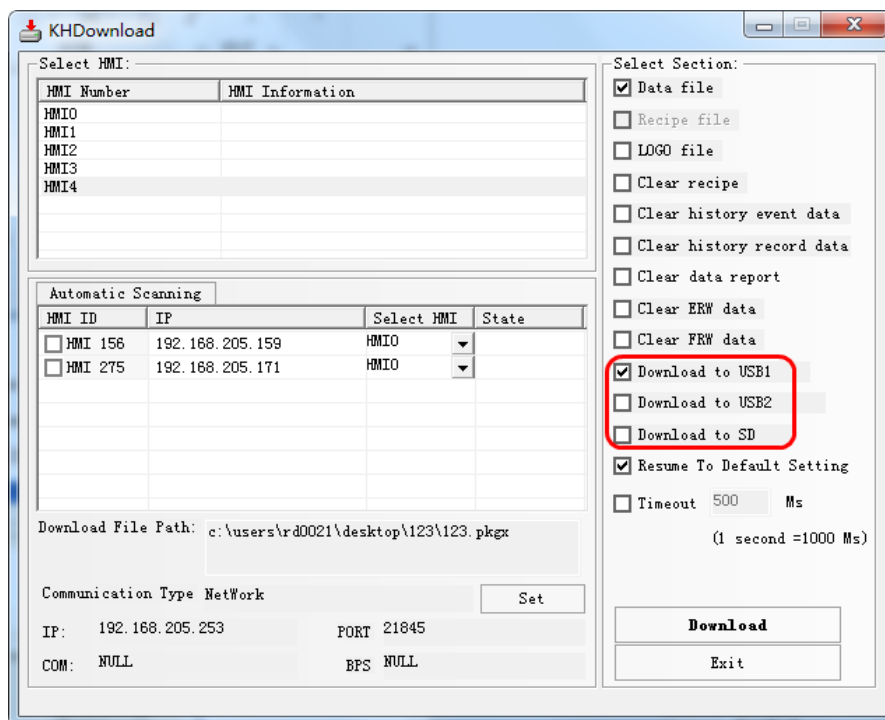 KHDownload
Select HMI:
HMI Number HMI Information
HMI0
HMI1
HMI2
HMI3
HMI4
Automatic Scanning
HMI ID IP Select HMI State
HMI 156 192.168.205.159 HMI0
HMI 275 192.168.205.171 HMI0
Download File Path: c:\users\rd0021\desktop\123\123.pkgx
Communication Type NetWork Set
IP: 192.168.205.253 PORT 21845
COM: NULL BPS NULL
Select Section:
Data file
Recipe file
LOGO file
Clear recipe
Clear history event data
Clear history record data
Clear data report
Clear ERW data
Clear FRW data
Download to USB1
Download to USB2
Download to SD
Resume To Default Setting
Timeout 500 Ms
(1 second =1000 Ms)
Download
Exit